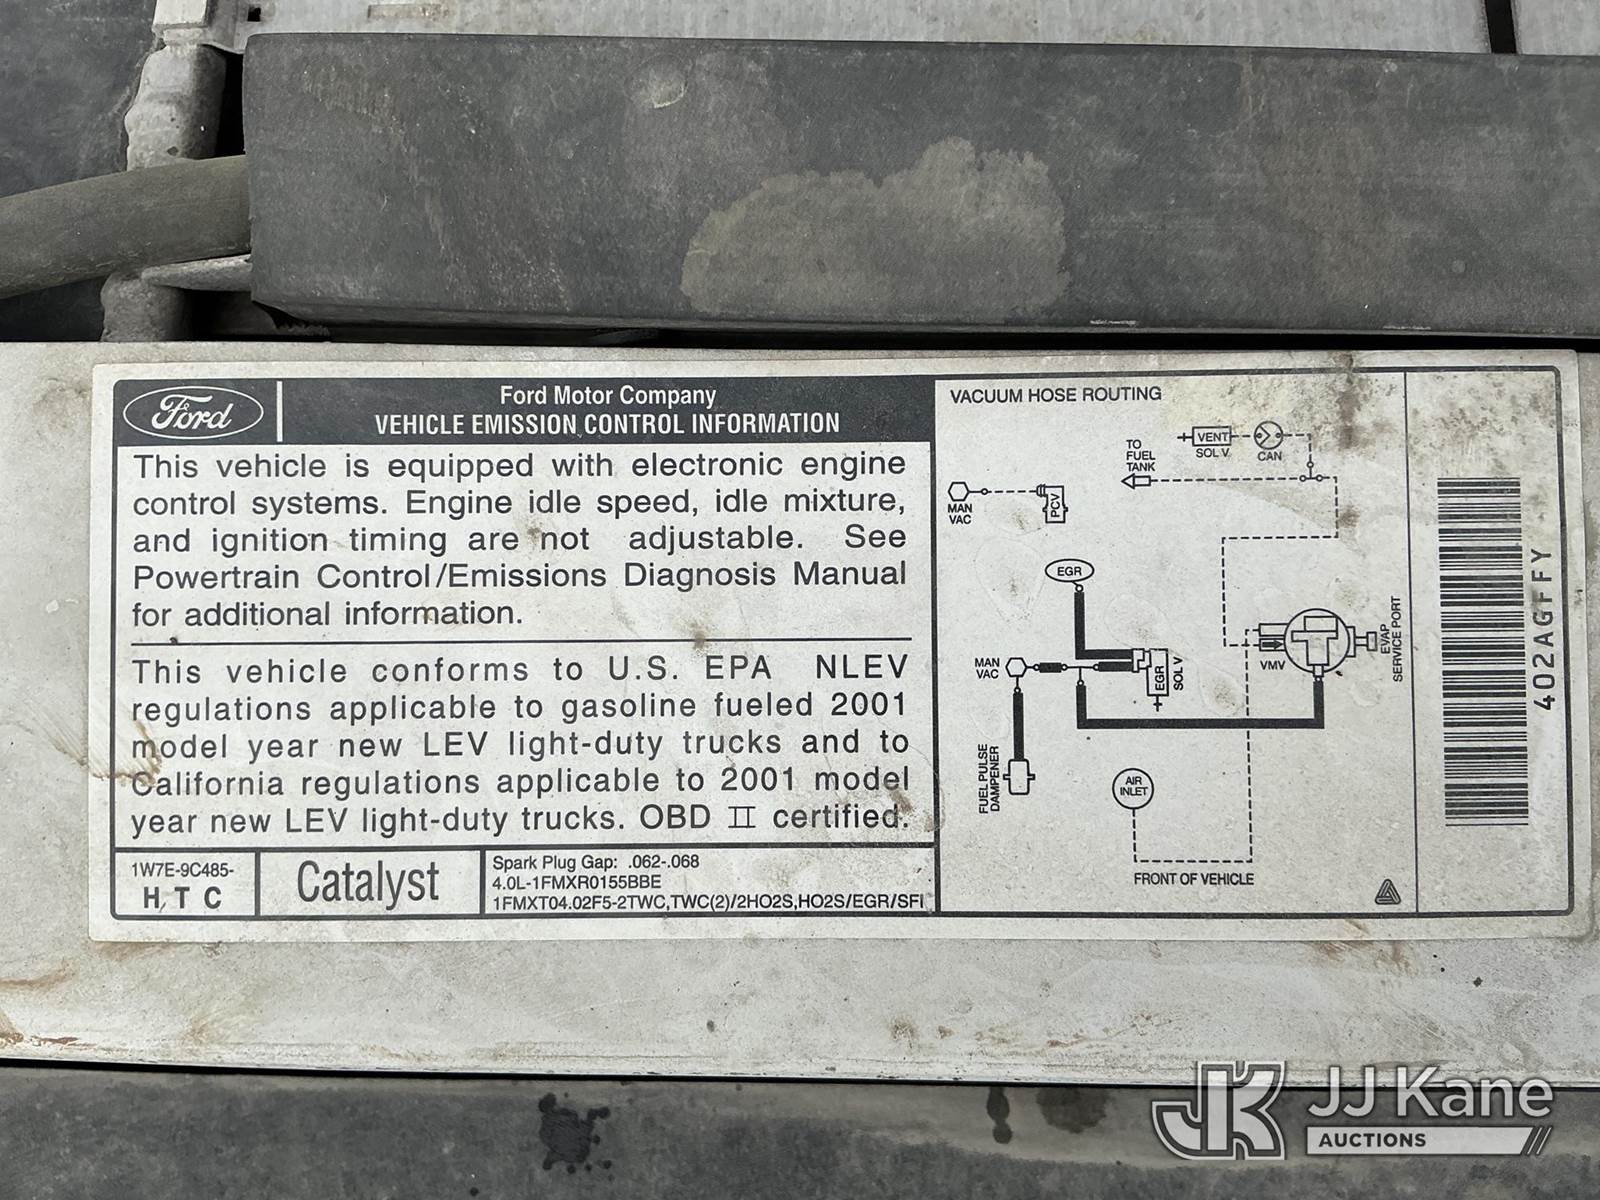 Ford
Ford Motor Company
VEHICLE EMISSION CONTROL INFORMATION
This vehicle is equipped with electronic engine
control systems. Engine idle speed, idle mixture,
and ignition timing are not adjustable. See
Powertrain Control/Emissions Diagnosis Manual
for additional information.
This vehicle conforms to U.S. EPA NLEV
regulations applicable to gasoline fueled 2001
model year new LEV light-duty trucks and to
California regulations applicable to 2001 model
year new LEV light-duty trucks. OBD II certified.
1W7E-9C485-
H T C
Catalyst
Spark Plug Gap: .062-.068
4.0L-1FMXR0155BBE
1FMXT04.02F5-2TWC,TWC(2)/2HO2S,HO2S/EGR/SFI
VACUUM HOSE ROUTING
TO
FUEL
TANK
VENT
SOL V
CAN
MAN
VAC
PCV
EGR
MAN
VAC
EGR
SOL V
VMV
EVAP
SERVICE PORT
FUEL PULSE
DAMPENER
AIR
INLET
FRONT OF VEHICLE
402AGFFY
JK
JJ Kane
AUCTIONS